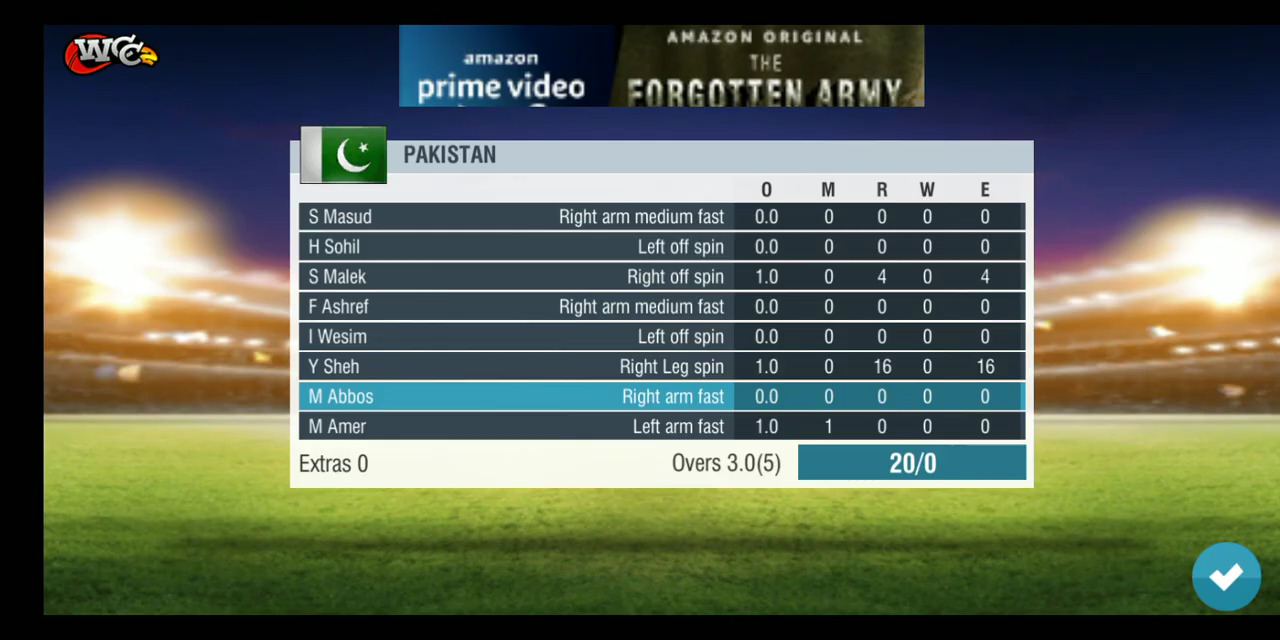 WCC2
amazon
prime video
AMAZON ORIGINAL
THE
FORGOTTEN ARMY
PAKISTAN
O M R W E
S Masud Right arm medium fast 0.0 0 0 0 0
H Sohil Left off spin 0.0 0 0 0 0
S Malek Right off spin 1.0 0 4 0 4
F Ashref Right arm medium fast 0.0 0 0 0 0
I Wesim Left off spin 0.0 0 0 0 0
Y Sheh Right Leg spin 1.0 0 16 0 16
M Abbos Right arm fast 0.0 0 0 0 0
M Amer Left arm fast 1.0 1 0 0 0
Extras 0 Overs 3.0(5) 20/0